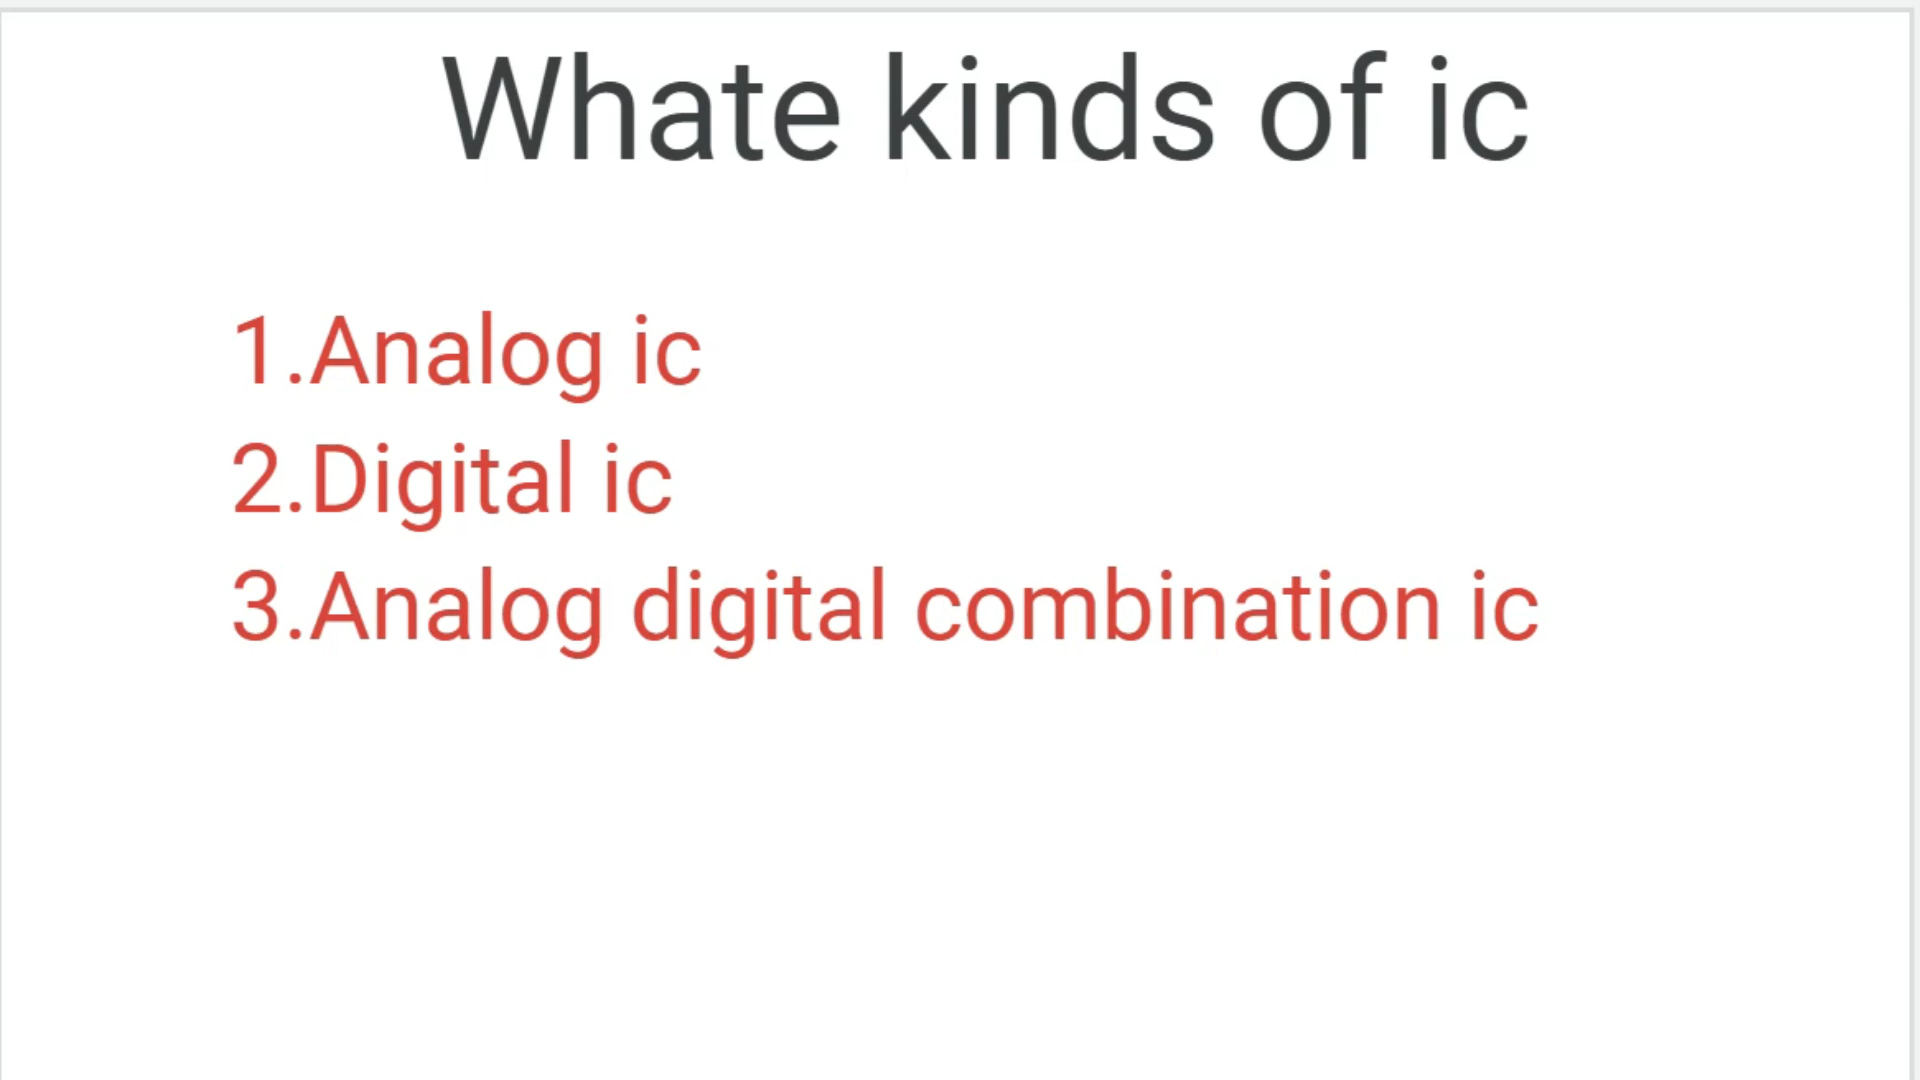 Whate kinds of ic
1.Analog ic
2.Digital ic
3.Analog digital combination ic